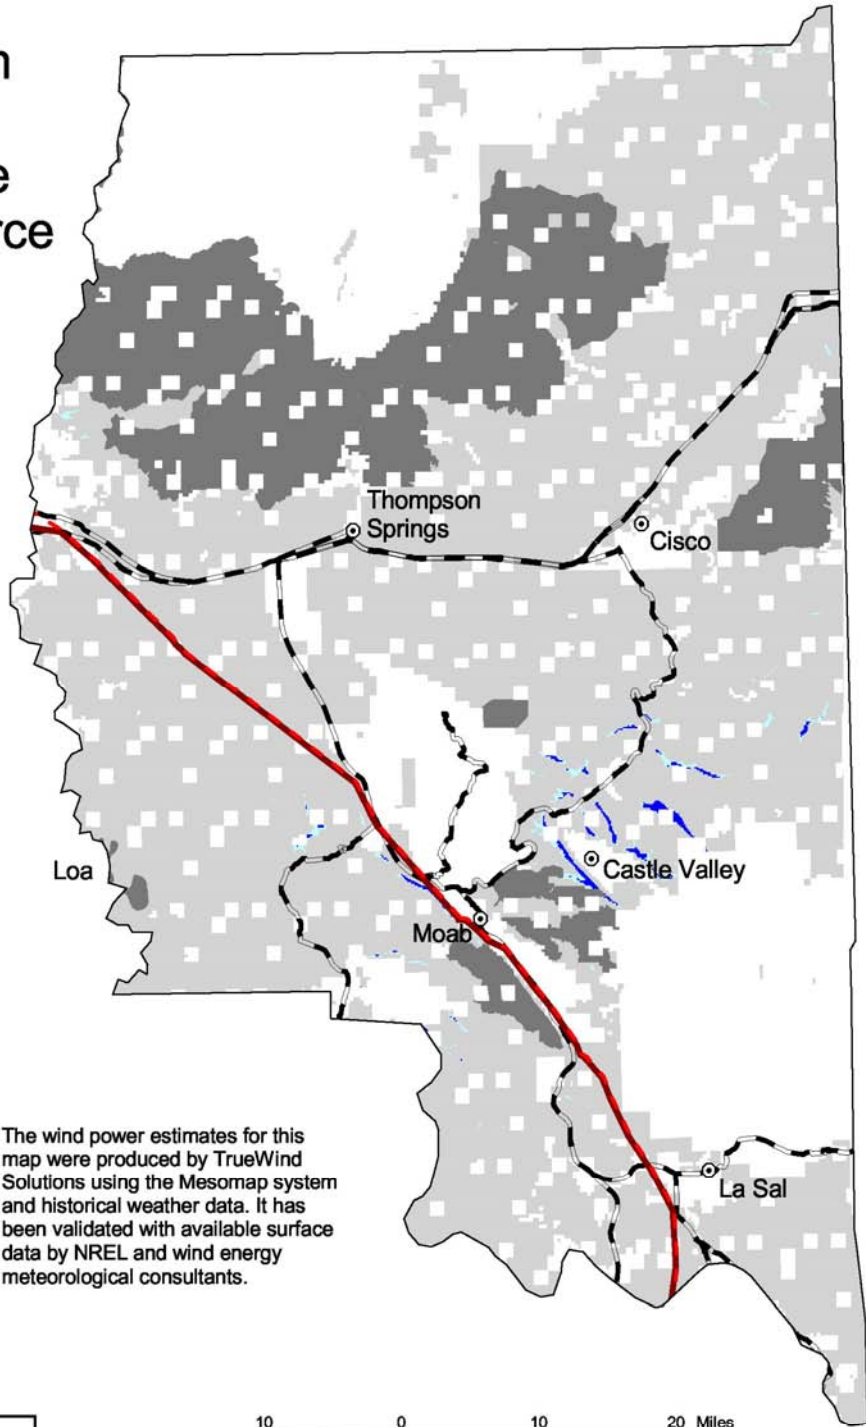 Thompson
Springs
Cisco
Loa
Castle Valley
Moab
La Sal
The wind power estimates for this
map were produced by TrueWind
Solutions using the Mesomap system
and historical weather data. It has
been validated with available surface
data by NREL and wind energy
meteorological consultants.
10 0 10 20 Miles